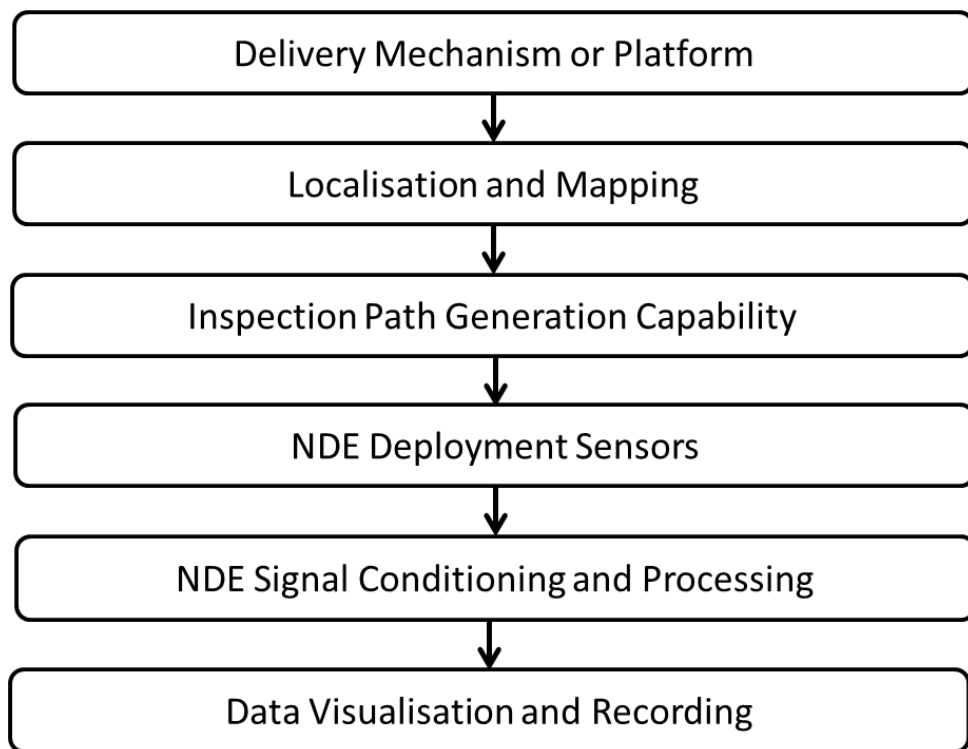 Delivery Mechanism or Platform
Localisation and Mapping
Inspection Path Generation Capability
NDE Deployment Sensors
NDE Signal Conditioning and Processing
Data Visualisation and Recording